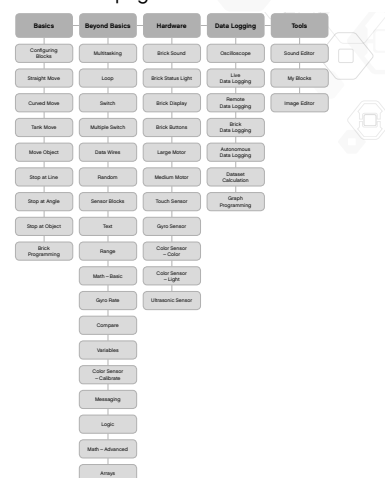 Basics
Configuring
Blocks
Straight Move
Curved Move
Tank Move
Move Object
Stop at Line
Stop at Angle
Stop at Object
Brick
Programming
Beyond Basics
Multitasking
Loop
Switch
Multiple Switch
Data Wires
Random
Sensor Blocks
Text
Range
Math – Basic
Gyro Rate
Compare
Variables
Color Sensor
– Calibrate
Messaging
Logic
Math – Advanced
Arrays
Hardware
Brick Sound
Brick Status Light
Brick Display
Brick Buttons
Large Motor
Medium Motor
Touch Sensor
Gyro Sensor
Color Sensor
– Color
Color Sensor
– Light
Ultrasonic Sensor
Data Logging
Oscilloscope
Live
Data Logging
Remote
Data Logging
Brick
Data Logging
Autonomous
Data Logging
Dataset
Calculation
Graph
Programming
Tools
Sound Editor
My Blocks
Image Editor